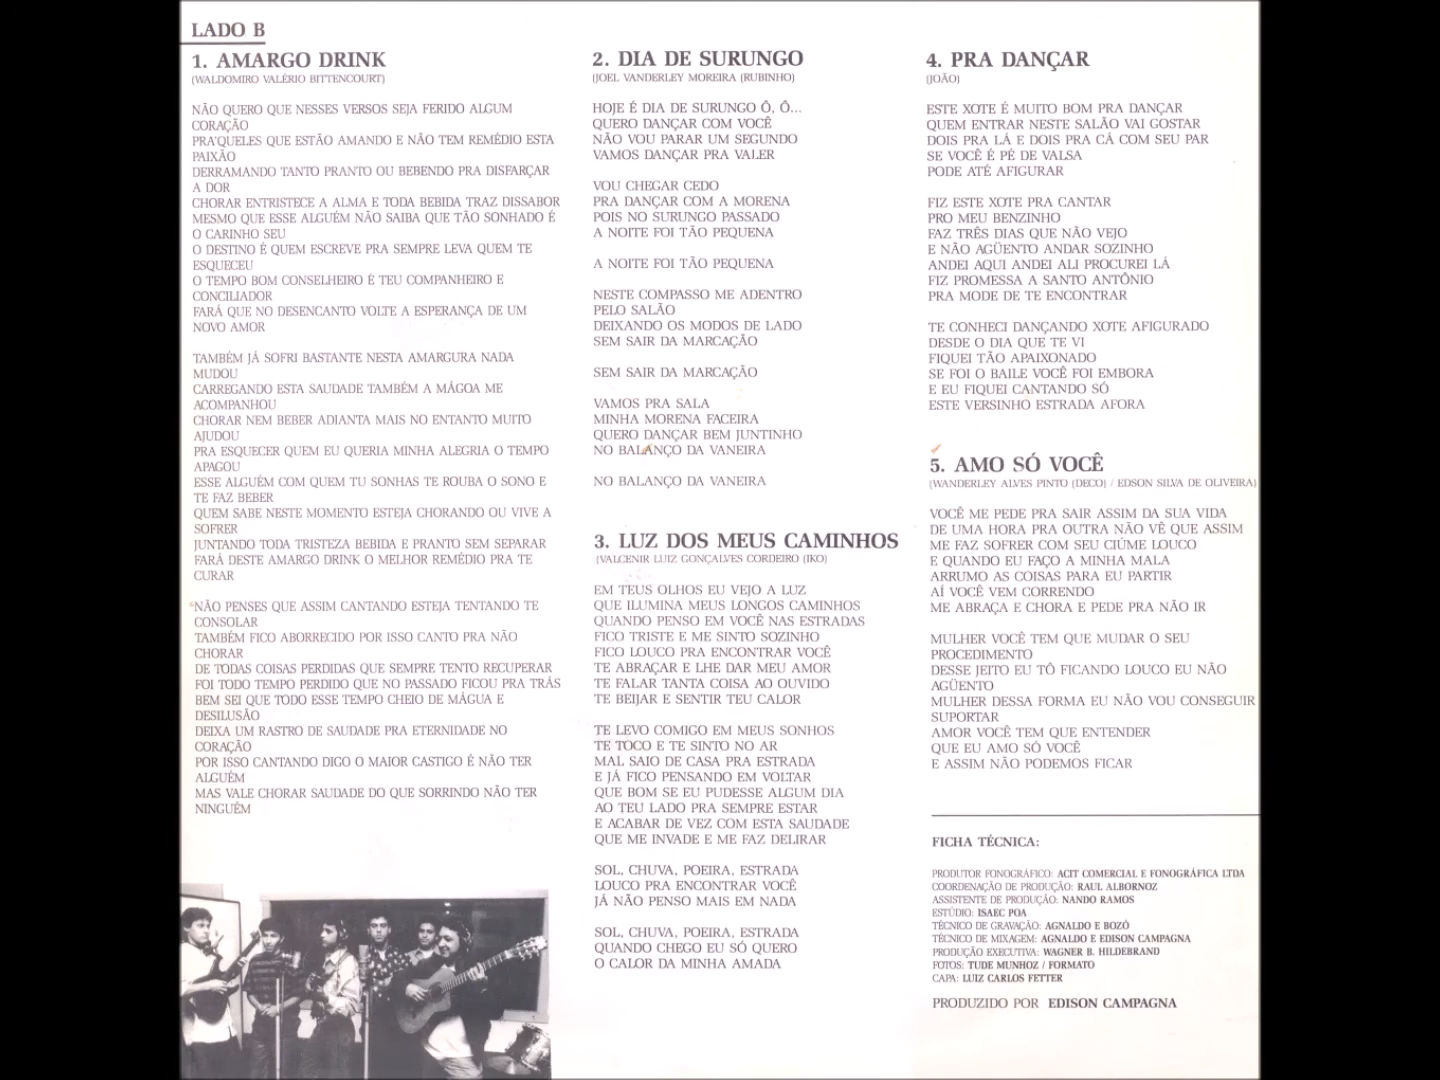 LADO B
1. AMARGO DRINK
(WALDOMIRO VALÉRIO BITTENCOURT)
NÃO QUERO QUE NESSES VERSOS SEJA FERIDO ALGUM
CORAÇÃO
PRA'QUELES QUE ESTÃO AMANDO E NÃO TEM REMÉDIO ESTA
PAIXÃO
DERRAMANDO TANTO PRANTO OU BEBENDO PRA DISFARÇAR
A DOR
CHORAR ENTRISTECE A ALMA E TODA BEBIDA TRAZ DISSABOR
MESMO QUE ESSE ALGUÉM NÃO SAIBA QUE TÃO SONHADO É
O CARINHO SEU
O DESTINO É QUEM ESCREVE PRA SEMPRE LEVA QUEM TE
ESQUECEU
O TEMPO BOM CONSELHEIRO É TEU COMPANHEIRO E
CONCILIADOR
FARÁ QUE NO DESENCANTO VOLTE A ESPERANÇA DE UM
NOVO AMOR
TAMBÉM JÁ SOFRI BASTANTE NESTA AMARGURA NADA
MUDOU
CARREGANDO ESTA SAUDADE TAMBÉM A MÁGOA ME
ACOMPANHOU
CHORAR NEM BEBER ADIANTA MAIS NO ENTANTO MUITO
AJUDOU
PRA ESQUECER QUEM EU QUERIA MINHA ALEGRIA O TEMPO
APAGOU
ESSE ALGUÉM COM QUEM TU SONHAS TE ROUBA O SONO E
TE FAZ BEBER
QUEM SABE NESTE MOMENTO ESTEJA CHORANDO OU VIVE A
SOFRER
JUNTANDO TODA TRISTEZA BEBIDA E PRANTO SEM SEPARAR
FARÁ DESTE AMARGO DRINK O MELHOR REMÉDIO PRA TE
CURAR
NÃO PENSES QUE ASSIM CANTANDO ESTEJA TENTANDO TE
CONSOLAR
TAMBÉM FICO ABORRECIDO POR ISSO CANTO PRA NÃO
CHORAR
DE TODAS COISAS PERDIDAS QUE SEMPRE TENTO RECUPERAR
FOI TODO TEMPO PERDIDO QUE NO PASSADO FICOU PRA TRÁS
BEM SEI QUE TODO ESSE TEMPO CHEIO DE MÁGUA E
DESILUSÃO
DEIXA UM RASTRO DE SAUDADE PRA ETERNIDADE NO
CORAÇÃO
POR ISSO CANTANDO DIGO O MAIOR CASTIGO É NÃO TER
ALGUÉM
MAS VALE CHORAR SAUDADE DO QUE SORRINDO NÃO TER
NINGUÉM
2. DIA DE SURUNGO
(JOEL VANDERLEY MOREIRA (RUBINHO)
HOJE É DIA DE SURUNGO Ô, Ô...
QUERO DANÇAR COM VOCÊ
NÃO VOU PARAR UM SEGUNDO
VAMOS DANÇAR PRA VALER
VOU CHEGAR CEDO
PRA DANÇAR COM A MORENA
POIS NO SURUNGO PASSADO
A NOITE FOI TÃO PEQUENA
A NOITE FOI TÃO PEQUENA
NESTE COMPASSO ME ADENTRO
PELO SALÃO
DEIXANDO OS MODOS DE LADO
SEM SAIR DA MARCAÇÃO
SEM SAIR DA MARCAÇÃO
VAMOS PRA SALA
MINHA MORENA FACEIRA
QUERO DANÇAR BEM JUNTINHO
NO BALANÇO DA VANEIRA
NO BALANÇO DA VANEIRA
3. LUZ DOS MEUS CAMINHOS
(VALCENIR LUIZ GONÇALVES CORDEIRO (IKO)
EM TEUS OLHOS EU VEJO A LUZ
QUE ILUMINA MEUS LONGOS CAMINHOS
QUANDO PENSO EM VOCÊ NAS ESTRADAS
FICO TRISTE E ME SINTO SOZINHO
FICO LOUCO PRA ENCONTRAR VOCÊ
TE ABRAÇAR E LHE DAR MEU AMOR
TE FALAR TANTA COISA AO OUVIDO
TE BEIJAR E SENTIR TEU CALOR
TE LEVO COMIGO EM MEUS SONHOS
TE TOCO E TE SINTO NO AR
MAL SAIO DE CASA PRA ESTRADA
E JÁ FICO PENSANDO EM VOLTAR
QUE BOM SE EU PUDESSE ALGUM DIA
AO TEU LADO PRA SEMPRE ESTAR
E ACABAR DE VEZ COM ESTA SAUDADE
QUE ME INVADE E ME FAZ DELIRAR
SOL, CHUVA, POEIRA, ESTRADA
LOUCO PRA ENCONTRAR VOCÊ
JÁ NÃO PENSO MAIS EM NADA
SOL, CHUVA, POEIRA, ESTRADA
QUANDO CHEGO EU SÓ QUERO
O CALOR DA MINHA AMADA
4. PRA DANÇAR
(JOÃO)
ESTE XOTE É MUITO BOM PRA DANÇAR
QUEM ENTRAR NESTE SALÃO VAI GOSTAR
DOIS PRA LÁ E DOIS PRA CÁ COM SEU PAR
SE VOCÊ É PÉ DE VALSA
PODE ATÉ AFIGURAR
FIZ ESTE XOTE PRA CANTAR
PRO MEU BENZINHO
FAZ TRÊS DIAS QUE NÃO VEJO
E NÃO AGÜENTO ANDAR SOZINHO
ANDEI AQUI ANDEI ALI PROCUREI LÁ
FIZ PROMESSA A SANTO ANTÔNIO
PRA MODE DE TE ENCONTRAR
TE CONHECI DANÇANDO XOTE AFIGURADO
DESDE O DIA QUE TE VI
FIQUEI TÃO APAIXONADO
SE FOI O BAILE VOCÊ FOI EMBORA
E EU FIQUEI CANTANDO SÓ
ESTE VERSINHO ESTRADA AFORA
5. AMO SÓ VOCÊ
(WANDERLEY ALVES PINTO (DECO) / EDSON SILVA DE OLIVEIRA)
VOCÊ ME PEDE PRA SAIR ASSIM DA SUA VIDA
DE UMA HORA PRA OUTRA NÃO VÊ QUE ASSIM
ME FAZ SOFRER COM SEU CIÚME LOUCO
E QUANDO EU FAÇO A MINHA MALA
ARRUMO AS COISAS PARA EU PARTIR
AÍ VOCÊ VEM CORRENDO
ME ABRAÇA E CHORA E PEDE PRA NÃO IR
MULHER VOCÊ TEM QUE MUDAR O SEU
PROCEDIMENTO
DESSE JEITO EU TÔ FICANDO LOUCO EU NÃO
AGÜENTO
MULHER DESSA FORMA EU NÃO VOU CONSEGUIR
SUPORTAR
AMOR VOCÊ TEM QUE ENTENDER
QUE EU AMO SÓ VOCÊ
E ASSIM NÃO PODEMOS FICAR
FICHA TÉCNICA:
PRODUTOR FONOGRÁFICO: ACIT COMERCIAL E FONOGRÁFICA LTDA
COORDENAÇÃO DE PRODUÇÃO: RAUL ALBORNOZ
ASSISTENTE DE PRODUÇÃO: NANDO RAMOS
ESTÚDIO: ISAEC POA
TÉCNICO DE GRAVAÇÃO: AGNALDO E BOZÓ
TÉCNICO DE MIXAGEM: AGNALDO E EDISON CAMPAGNA
PRODUÇÃO EXECUTIVA: WAGNER B. HILDEBRAND
FOTOS: TUDE MUNHOZ / FORMATO
CAPA: LUIZ CARLOS FETTER
PRODUZIDO POR EDISON CAMPAGNA